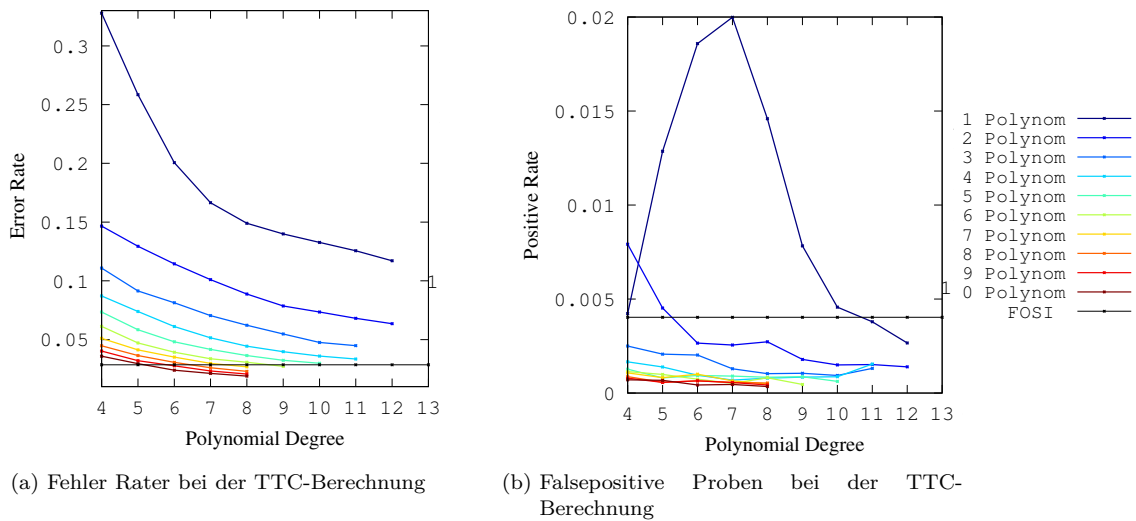 0.3
0.25
0.2
0.15
0.1
0.05
4 5 6 7 8 9 10 11 12 13
Error Rate
Polynomial Degree
1
(a) Fehler Rater bei der TTC-Berechnung
0.02
0.015
0.01
0.005
0
4 5 6 7 8 9 10 11 12 13
Positive Rate
Polynomial Degree
1
(b) Falsepositive Proben bei der TTC-
Berechnung
1 Polynom
2 Polynom
3 Polynom
4 Polynom
5 Polynom
6 Polynom
7 Polynom
8 Polynom
9 Polynom
0 Polynom
FOSI